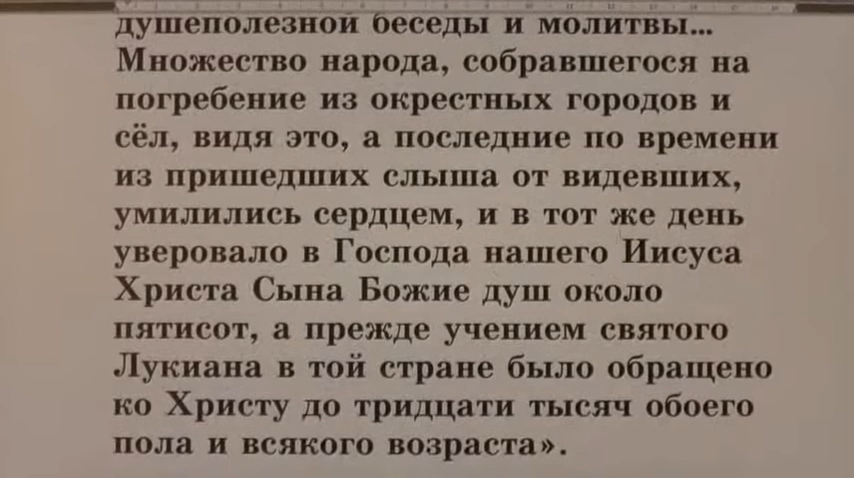 душеполезной беседы и молитвы...
Множество народа, собравшегося на
погребение из окрестных городов и
сёл, видя это, а последние по времени
из пришедших слыша от видевших,
умилились сердцем, и в тот же день
уверовало в Господа нашего Иисуса
Христа Сына Божие душ около
пятисот, а прежде учением святого
Лукиана в той стране было обращено
ко Христу до тридцати тысяч обоего
пола и всякого возраста».